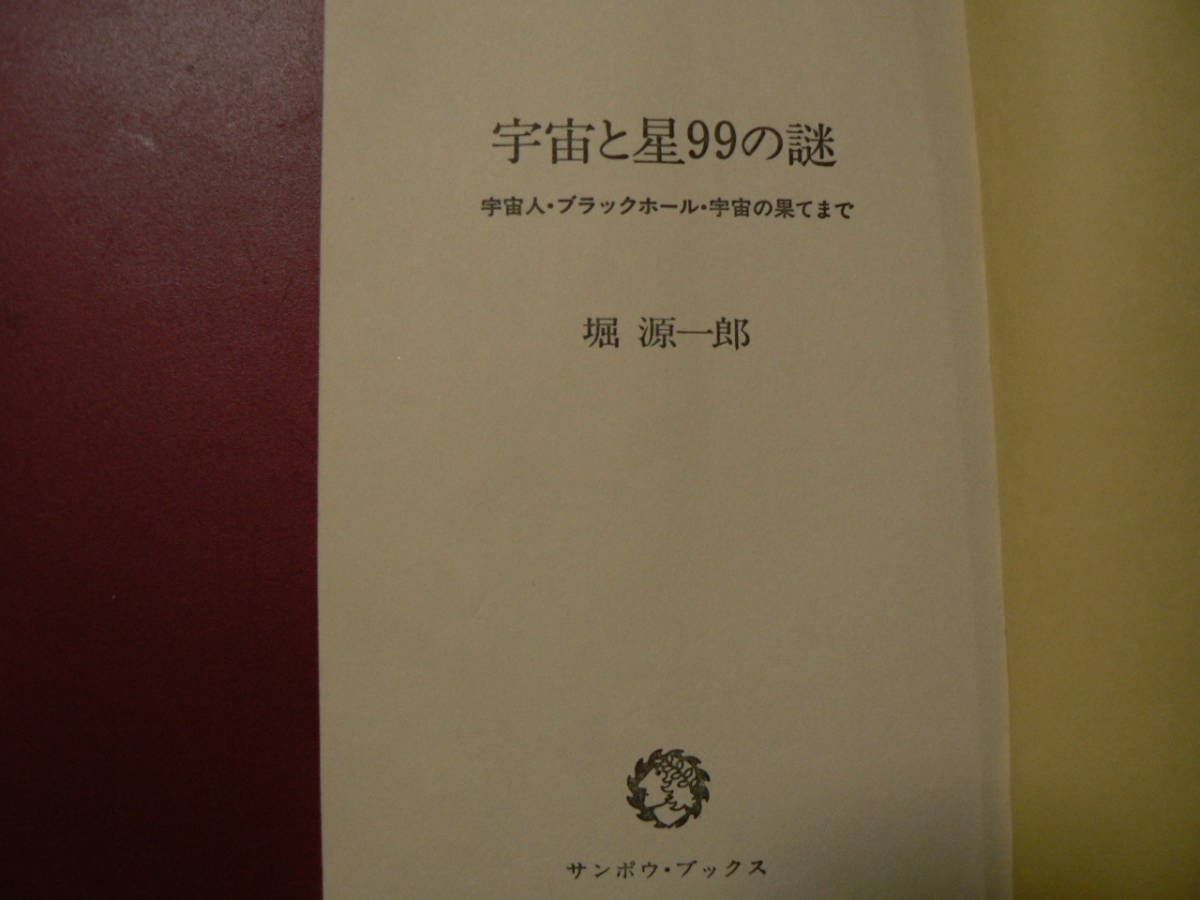 宇宙と星99の謎
宇宙人・ブラックホール・宇宙の果てまで
堀 源一郎
サンポウ・ブックス